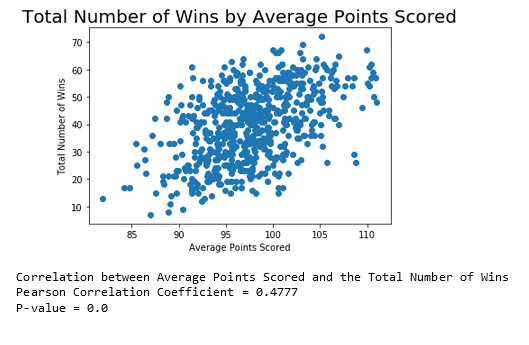 Total Number of Wins by Average Points Scored
70
60
50
40
30
20
10
Total Number of Wins
85 90 95 100 105 110
Average Points Scored
Correlation between Average Points Scored and the Total Number of Wins
Pearson Correlation Coefficient = 0.4777
P-value = 0.0